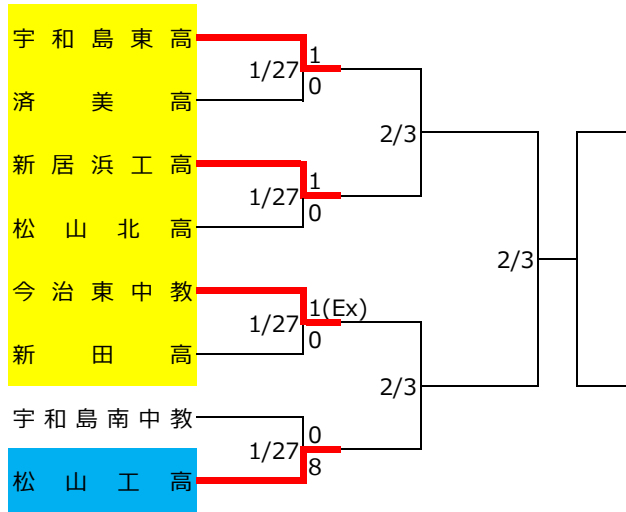 宇和島東高
1
1/27
0
済美高
2/3
新居浜工高
1
1/27
0
松山北高
2/3
今治東中教
1(Ex)
1/27
0
新田高
2/3
宇和島南中教
0
1/27
8
松山工高